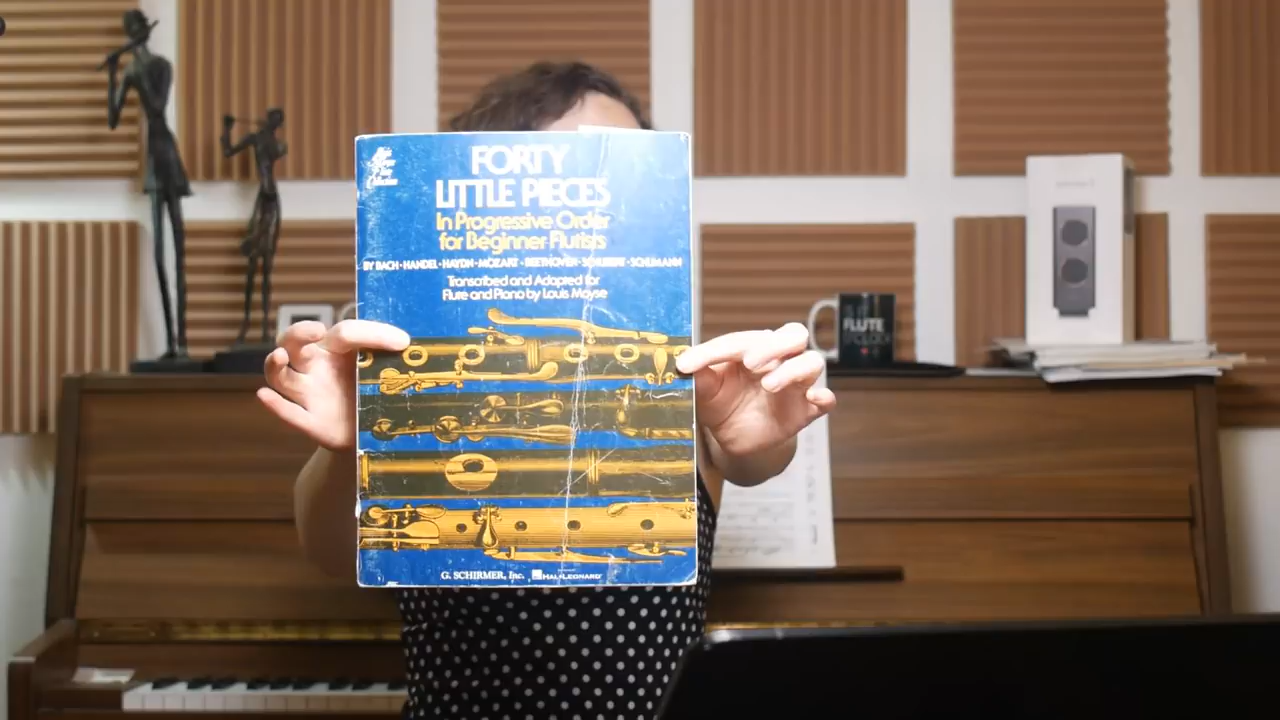 FORTY
LITTLE PIECES
In Progressive Order
for Beginner Flutists
BY BACH • HANDEL • HAYDN • MOZART • BEETHOVEN • SCHUBERT • SCHUMANN
Transcribed and Adapted for
Flute and Piano by Louis Moyse
G. SCHIRMER, Inc.
HAL•LEONARD
FLUTE